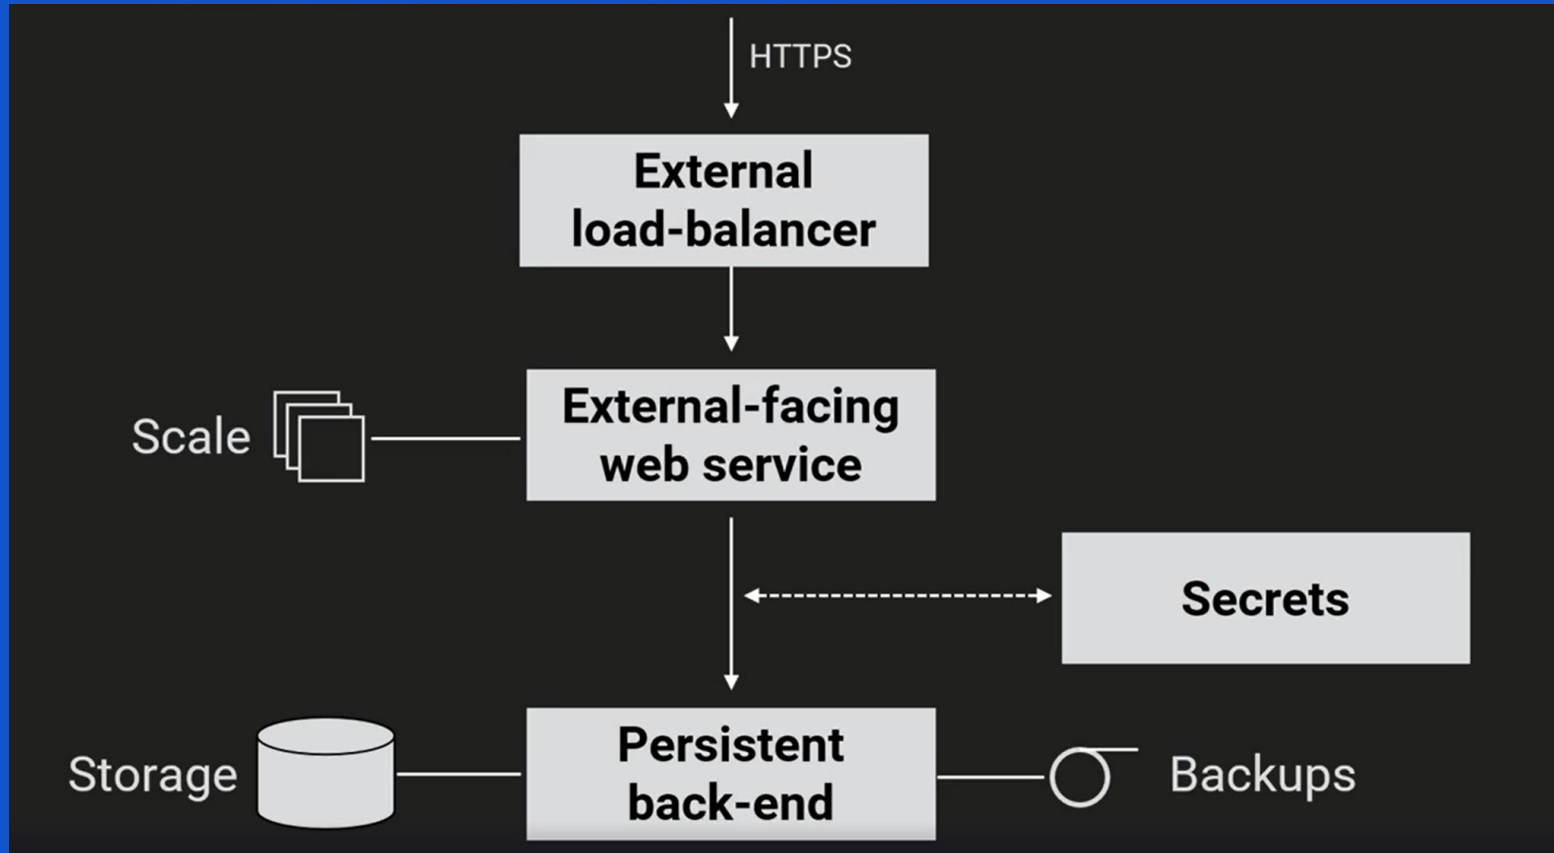 HTTPS
External
load-balancer
Scale
External-facing
web service
Secrets
Storage
Persistent
back-end
Backups